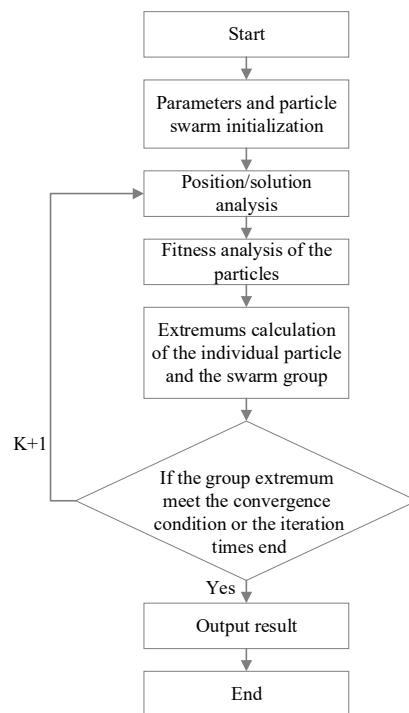 Start
Parameters and particle
swarm initialization
Position/solution
analysis
Fitness analysis of the
particles
Extremums calculation
of the individual particle
and the swarm group
K+1
If the group extremum
meet the convergence
condition or the iteration
times end
Yes
Output result
End